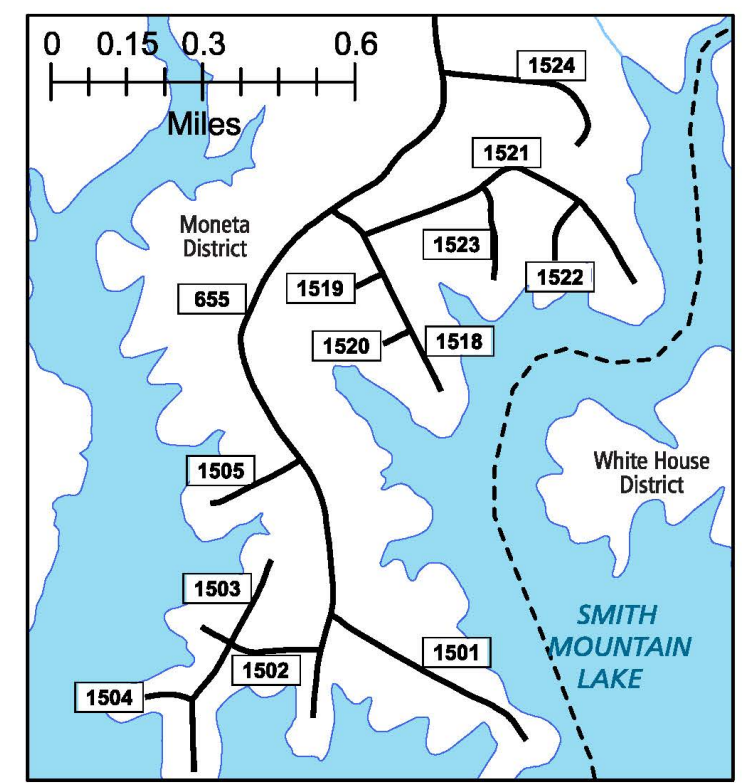 0 0.15 0.3 0.6
Miles
1524
1521
Moneta
District
1523
1522
655
1519
1520
1518
1505
White House
District
1503
SMITH
MOUNTAIN
LAKE
1501
1502
1504